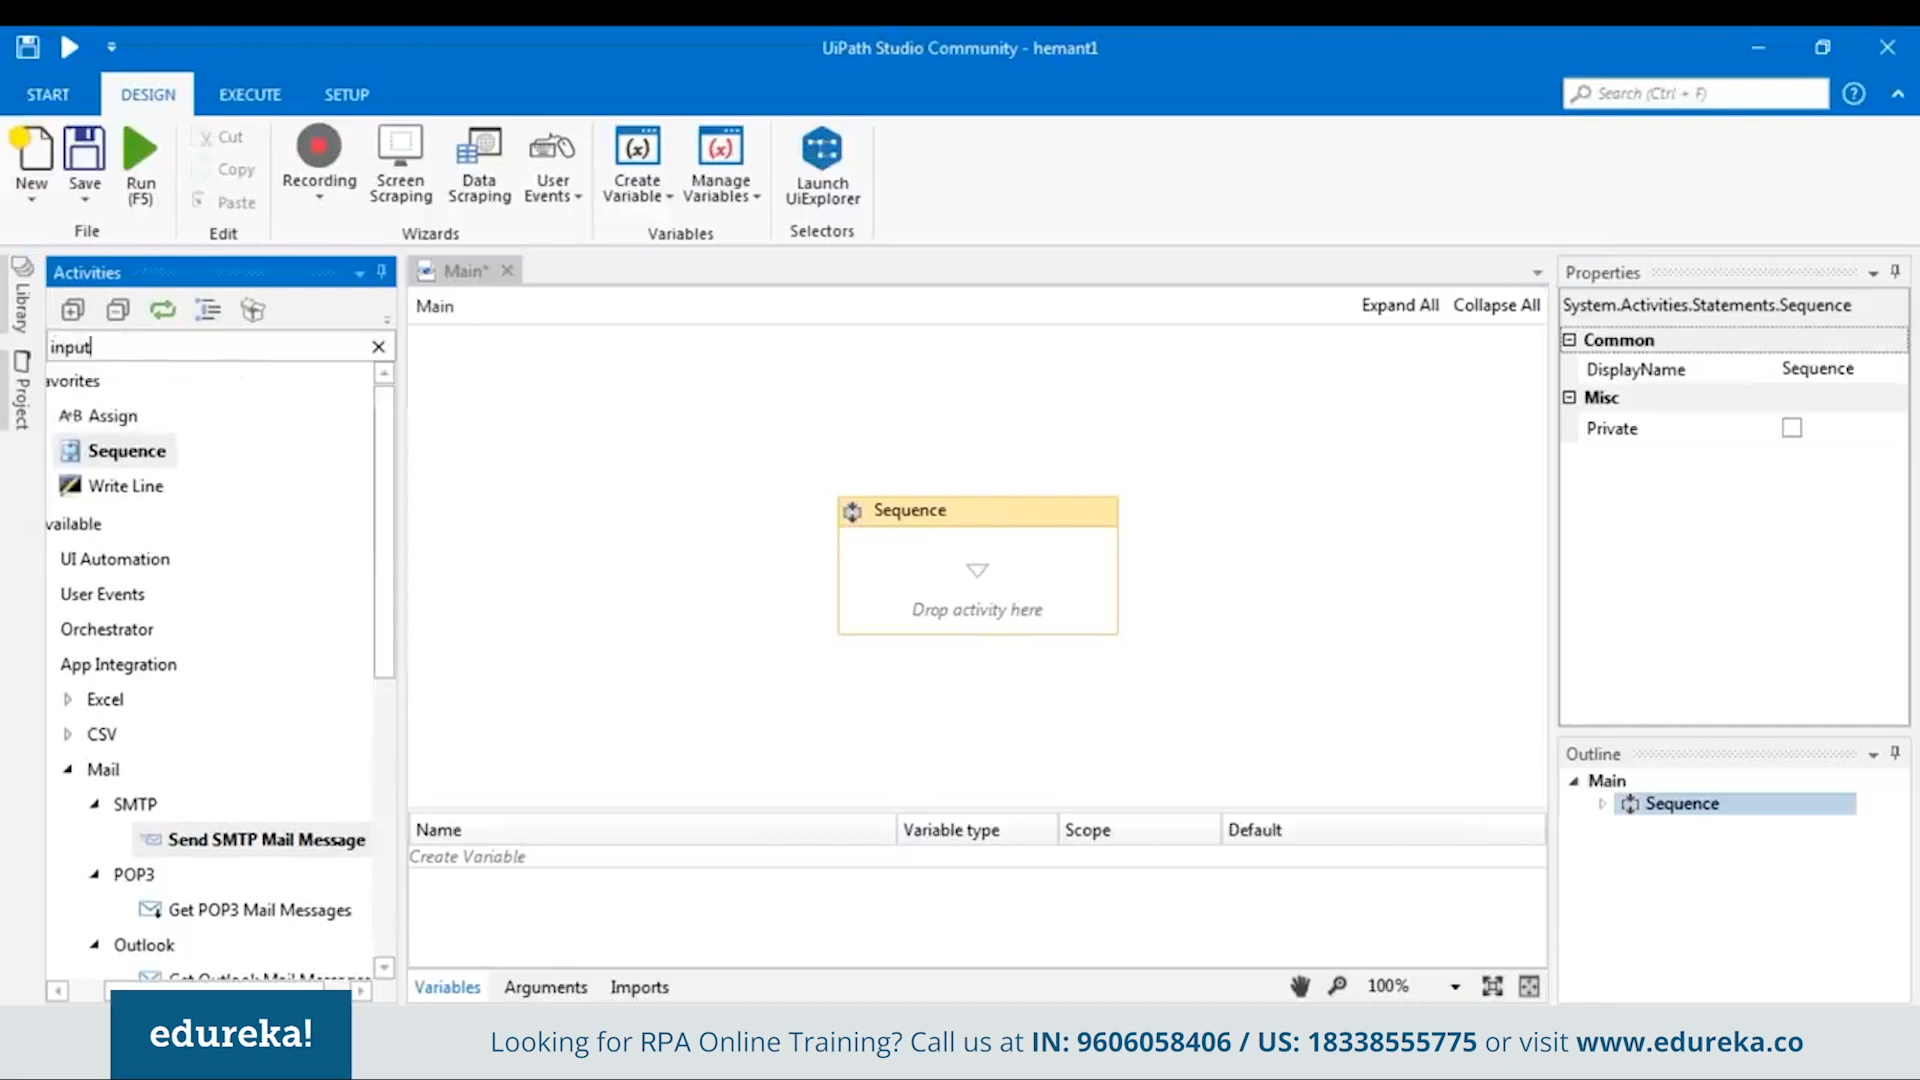 UiPath Studio Community - hemant1
START DESIGN EXECUTE SETUP
Search (Ctrl + F)
New
Save
Run
(F5)
File
Cut
Copy
Paste
Edit
Recording
Screen
Scraping
Data
Scraping
User
Events
Wizards
Create
Variable
Manage
Variables
Variables
Launch
UiExplorer
Selectors
Library
Project
Activities
input
avorites
A+B Assign
Sequence
Write Line
vailable
UI Automation
User Events
Orchestrator
App Integration
Excel
CSV
Mail
SMTP
Send SMTP Mail Message
POP3
Get POP3 Mail Messages
Outlook
Get Outlook Mail Messages
Main*
Main
Expand All Collapse All
Sequence
Drop activity here
Name Variable type Scope Default
Create Variable
Variables Arguments Imports
100%
Properties
System.Activities.Statements.Sequence
Common
DisplayName Sequence
Misc
Private
Outline
Main
Sequence
edureka!
Looking for RPA Online Training? Call us at IN: 9606058406 / US: 18338555775 or visit www.edureka.co